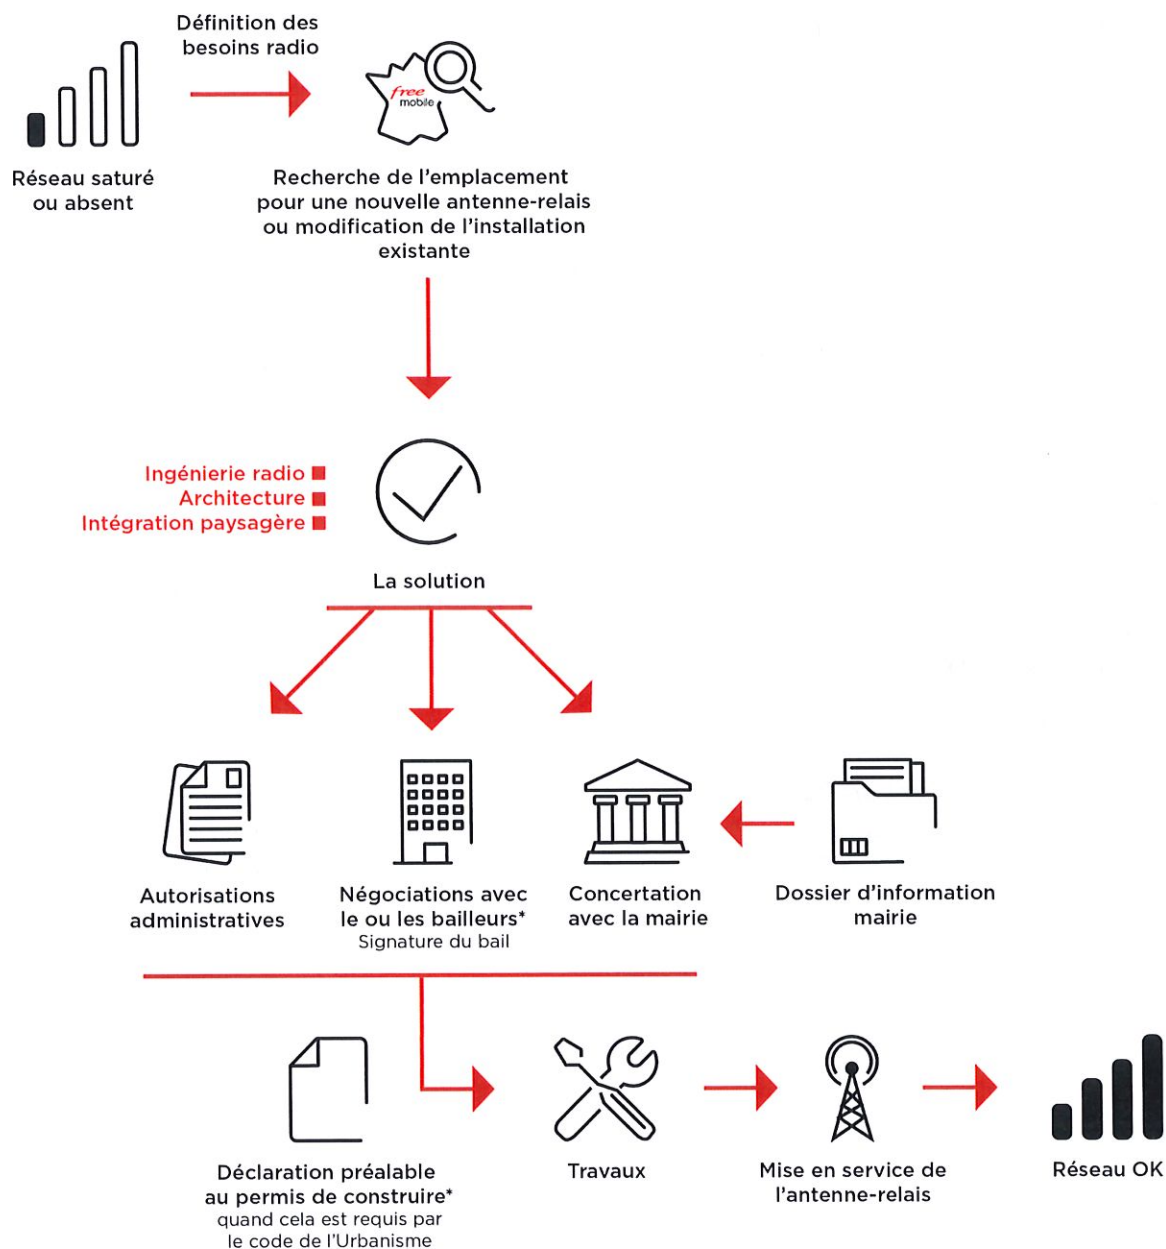 Définition des
besoins radio
free
mobile
Réseau saturé
ou absent
Recherche de l'emplacement
pour une nouvelle antenne-relais
ou modification de l'installation
existante
Ingénierie radio
Architecture
Intégration paysagère
La solution
Autorisations
administratives
Négociations avec
le ou les bailleurs*
Signature du bail
Concertation
avec la mairie
Dossier d'information
mairie
Déclaration préalable
au permis de construire*
quand cela est requis par
le code de l'Urbanisme
Travaux
Mise en service de
l'antenne-relais
Réseau OK